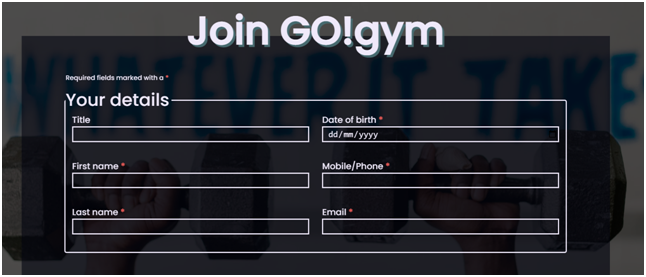 Join GO!gym
WHATEVER IT TAKES
Required fields marked with a *
Your details
Title
Date of birth *
dd/mm/yyyy
First name *
Mobile/Phone *
Last name *
Email *